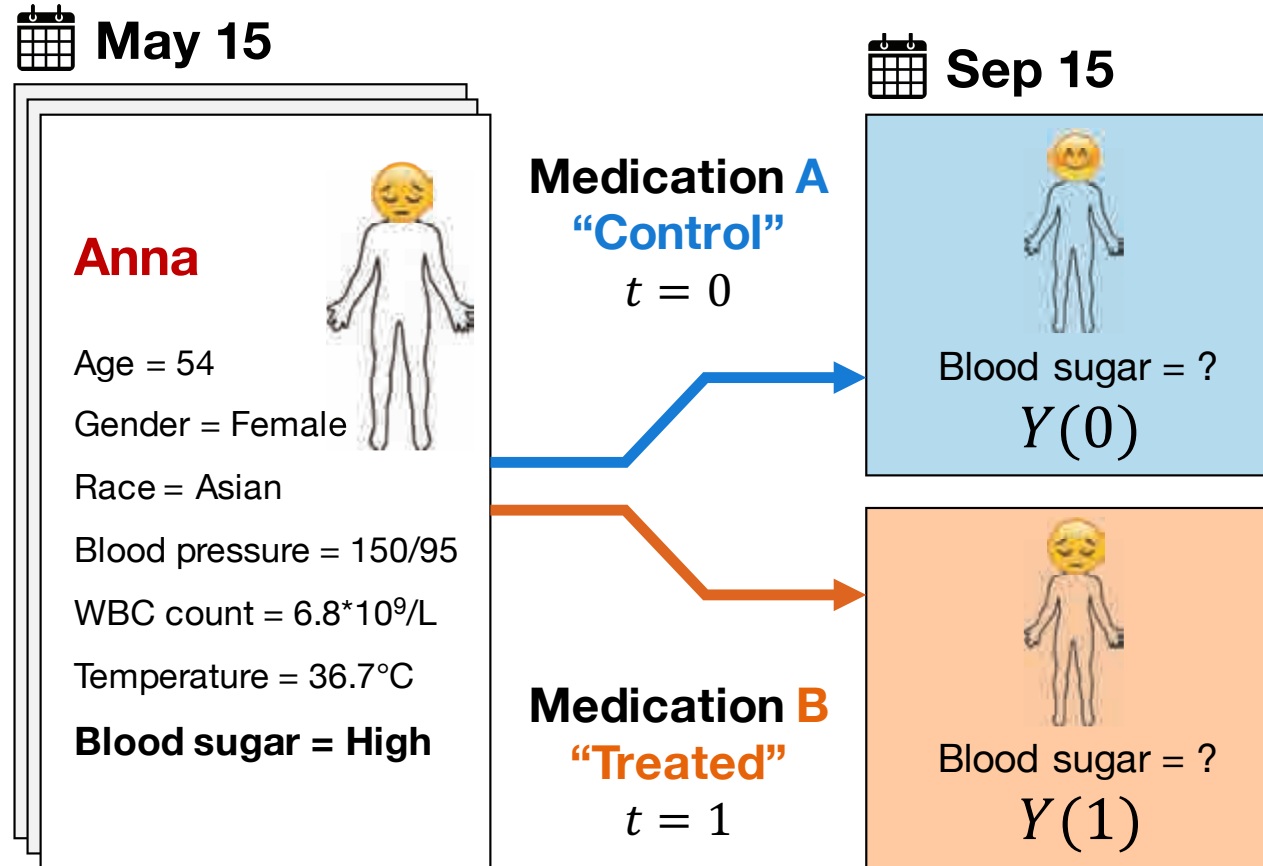 May 15
Anna
Age = 54
Gender = Female
Race = Asian
Blood pressure = 150/95
WBC count = 6.8*10⁹/L
Temperature = 36.7°C
Blood sugar = High
Medication A
“Control”
t = 0
Medication B
“Treated”
t = 1
Sep 15
Blood sugar = ?
Y(0)
Blood sugar = ?
Y(1)